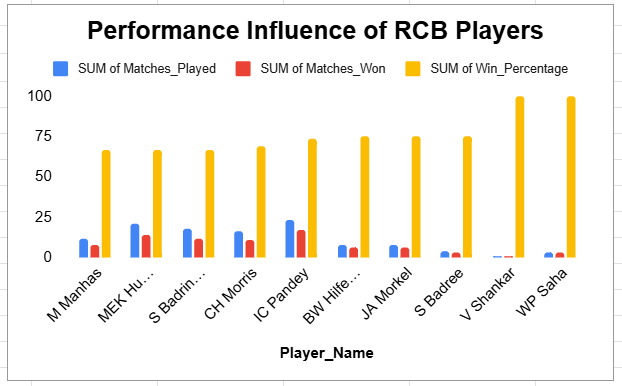 Performance Influence of RCB Players
SUM of Matches_Played SUM of Matches_Won SUM of Win_Percentage
100
75
50
25
0
M Manhas
MEK Hu…
S Badrin…
CH Morris
IC Pandey
BW Hilfe…
JA Morkel
S Badree
V Shankar
WP Saha
Player_Name